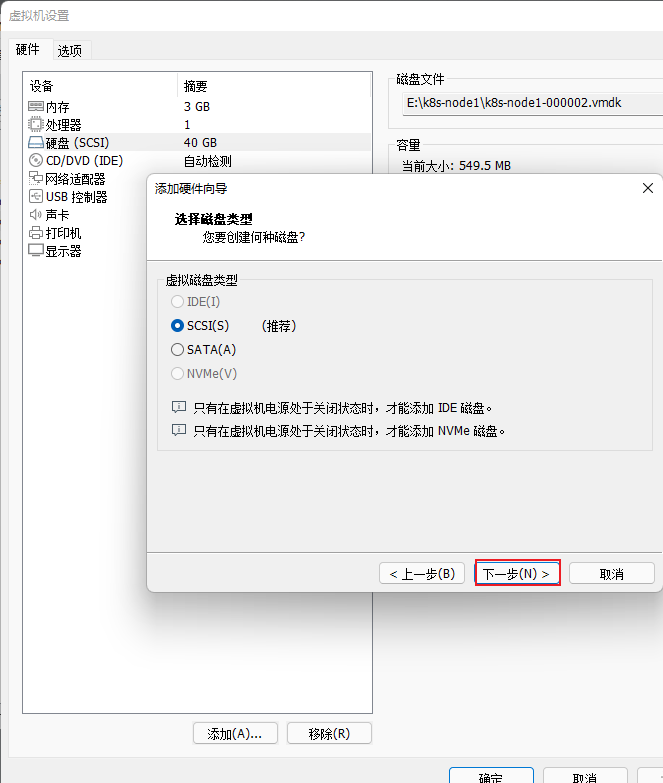 虚拟机设置
硬件 选项
设备 摘要
内存 3 GB
处理器 1
硬盘 (SCSI) 40 GB
CD/DVD (IDE) 自动检测
网络适配器
USB 控制器
声卡
打印机
显示器
磁盘文件
E:\k8s-node1\k8s-node1-000002.vmdk
容量
当前大小: 549.5 MB
添加硬件向导
选择磁盘类型
您要创建何种磁盘?
虚拟磁盘类型
IDE(I)
SCSI(S) (推荐)
SATA(A)
NVMe(V)
只有在虚拟机电源处于关闭状态时，才能添加 IDE 磁盘。
只有在虚拟机电源处于关闭状态时，才能添加 NVMe 磁盘。
< 上一步(B) 下一步(N) > 取消
添加(A)... 移除(R)
确定 取消